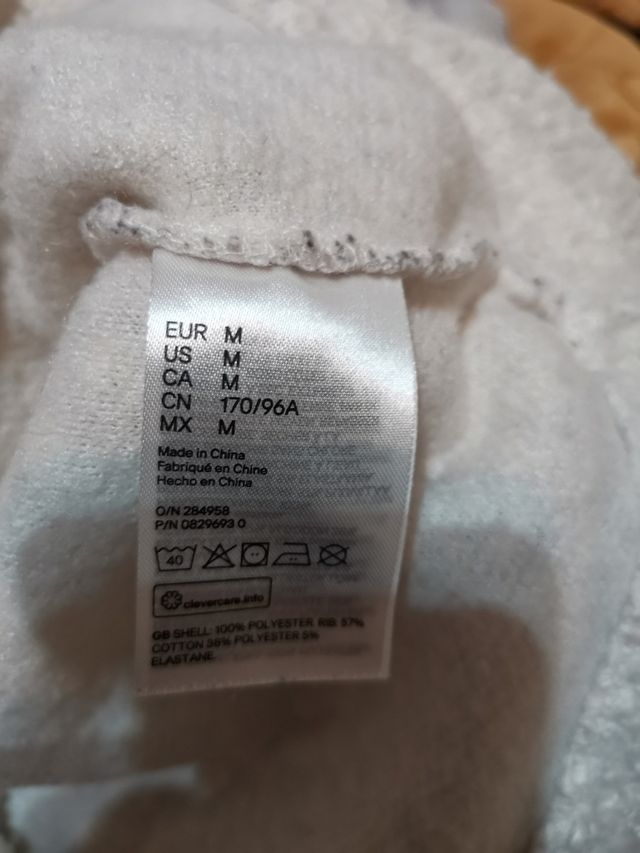 EUR M
US M
CA M
CN 170/96A
MX M
Made in China
Fabriqué en Chine
Hecho en China
O/N 284958
P/N 0829693 0
40
clevercare.info
GB SHELL: 100% POLYESTER RIB: 57%
COTTON 38% POLYESTER 5%
ELASTANE